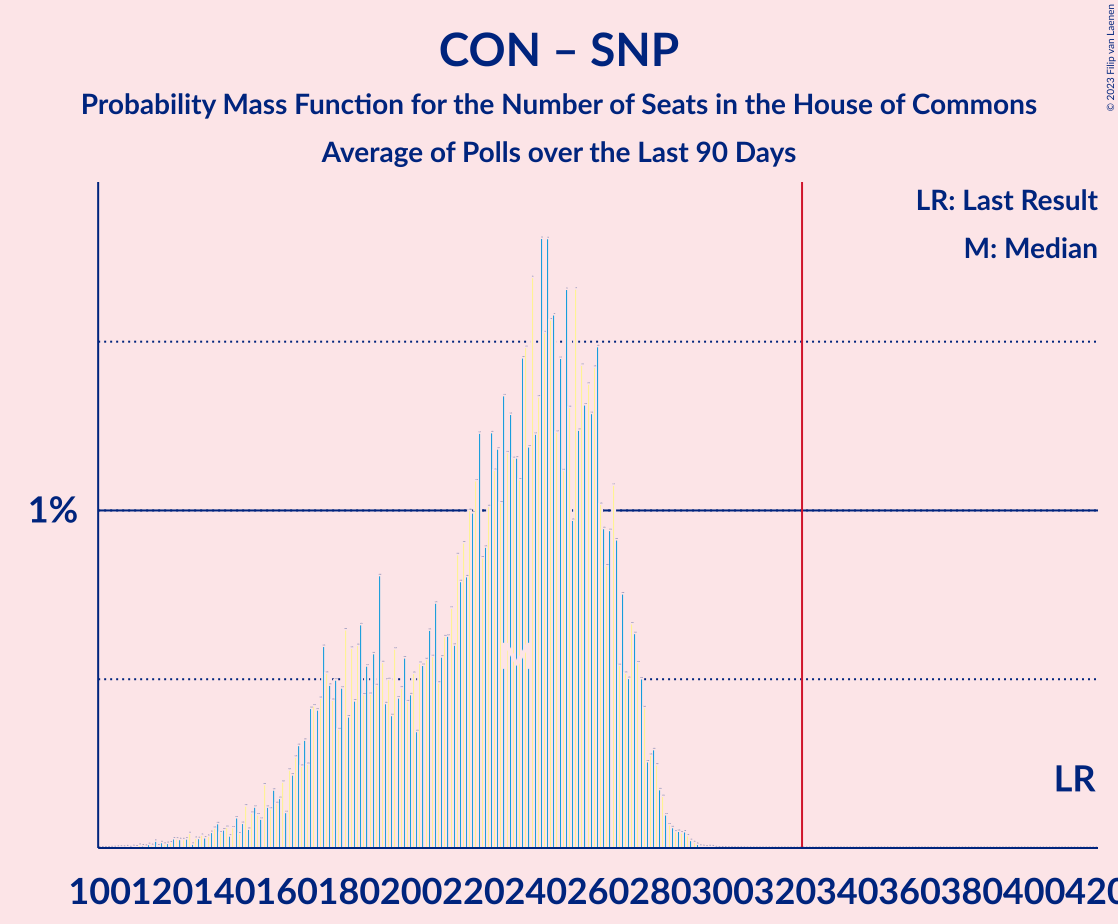 CON – SNP
Probability Mass Function for the Number of Seats in the House of Commons
Average of Polls over the Last 90 Days
© 2023 Filip van Laenen
LR: Last Result
M: Median
1%
M
LR
100120140160180200220240260280300320340360380400420